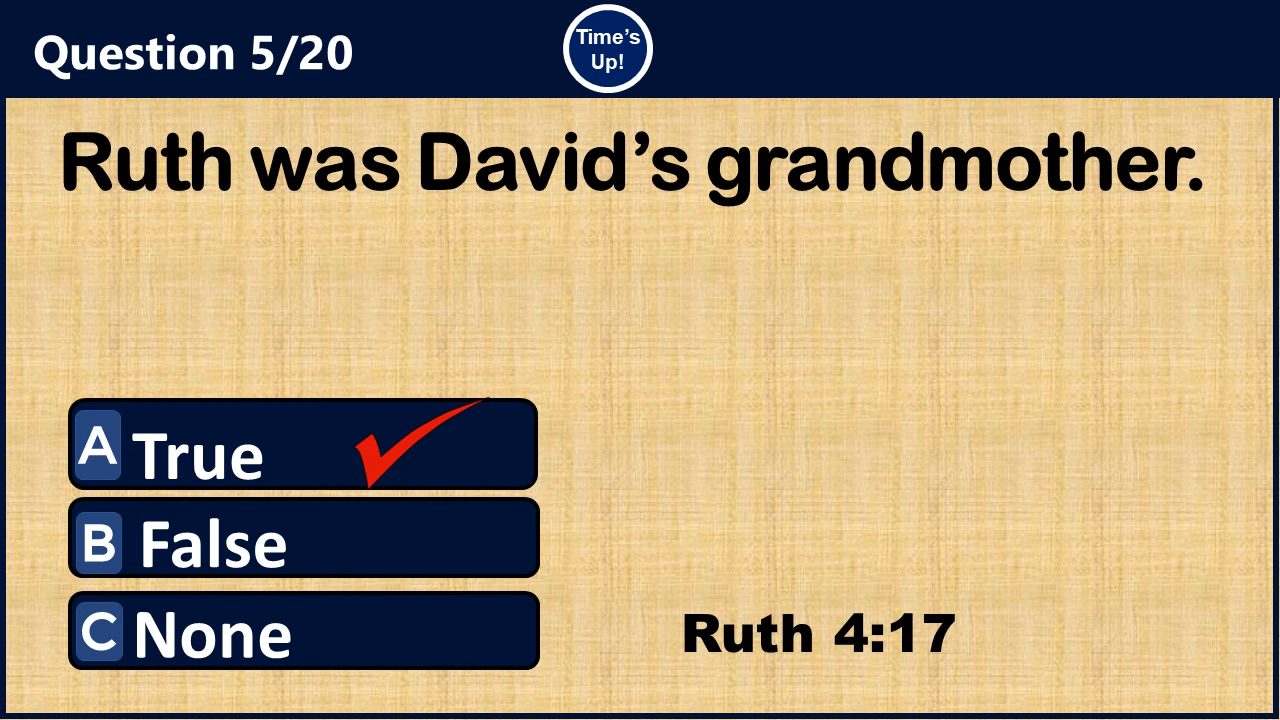 Question 5/20
Time’s
Up!
Ruth was David’s grandmother.
A True
B False
C None
Ruth 4:17